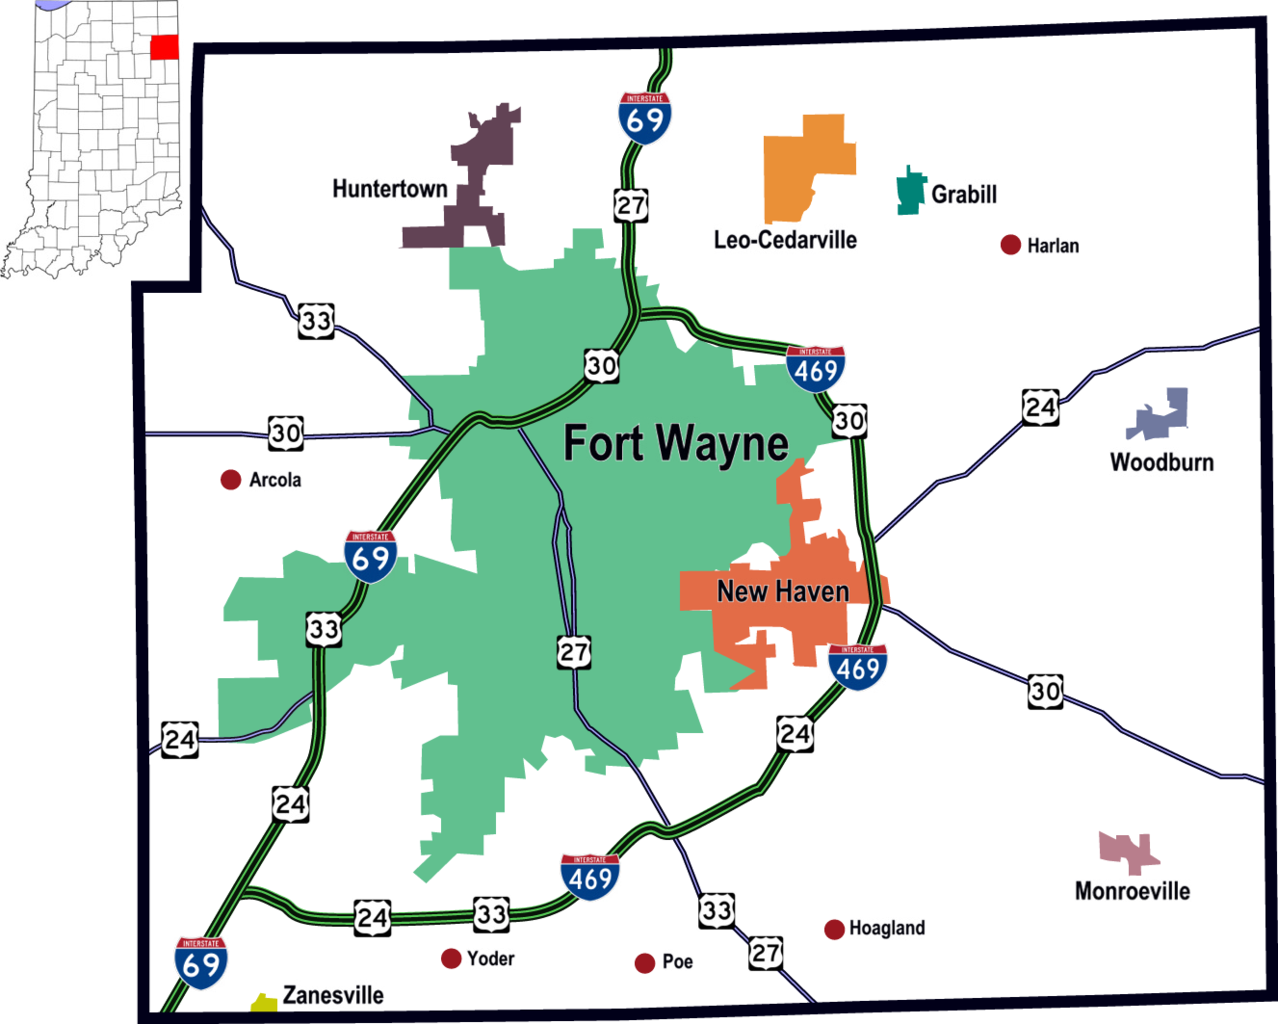 INTERSTATE
69
Huntertown
27
Grabill
Leo-Cedarville
Harlan
33
30
INTERSTATE
469
24
30
30
Fort Wayne
Woodburn
Arcola
INTERSTATE
69
New Haven
33
27
INTERSTATE
469
30
24
24
24
Monroeville
INTERSTATE
469
24
33
33
Hoagland
INTERSTATE
69
Yoder
Poe
27
Zanesville